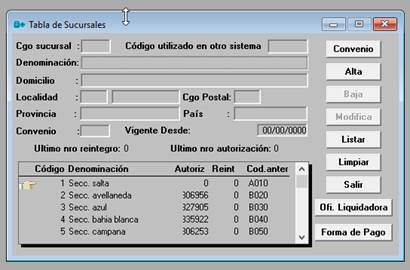 Tabla de Sucursales
Cgo sucursal : Código utilizado en otro sistema
Denominación:
Domicilio :
Localidad : Cgo Postal:
Provincia : País :
Convenio : Vigente Desde: 00/00/0000
Ultimo nro reintegro: 0 Ultimo nro autorización: 0
Código Denominación Autoriz Reint Cod.anter
1 Secc. salta 0 0 A010
2 Secc. avellaneda 306956 0 B020
3 Secc. azul 327905 0 B030
4 Secc. bahia blanca 335922 0 B040
5 Secc. campana 306253 0 B050
Convenio
Alta
Baja
Modifica
Listar
Limpiar
Salir
Ofi. Liquidadora
Forma de Pago